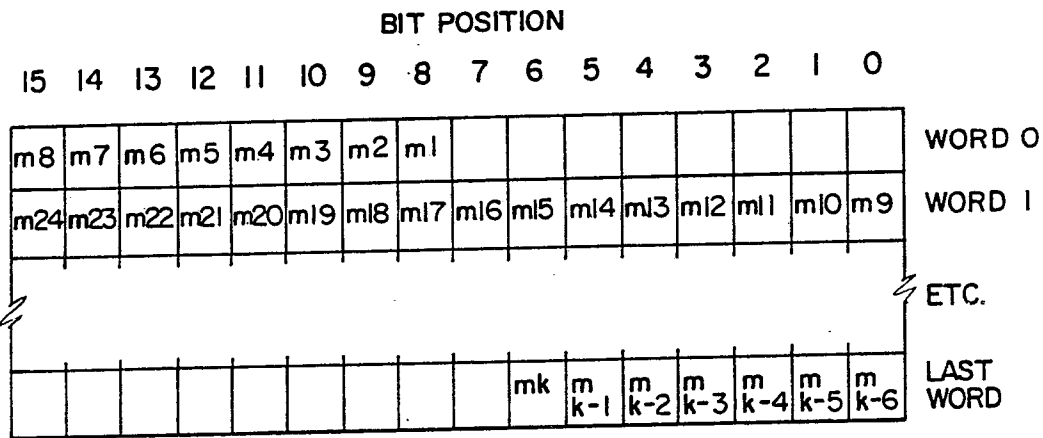 BIT POSITION
15 14 13 12 11 10 9 8 7 6 5 4 3 2 1 0
m8 m7 m6 m5 m4 m3 m2 m1 WORD 0
m24 m23 m22 m21 m20 m19 m18 m17 m16 m15 m14 m13 m12 m11 m10 m9 WORD 1
ETC.
mk m k-1 m k-2 m k-3 m k-4 m k-5 m k-6 LAST WORD